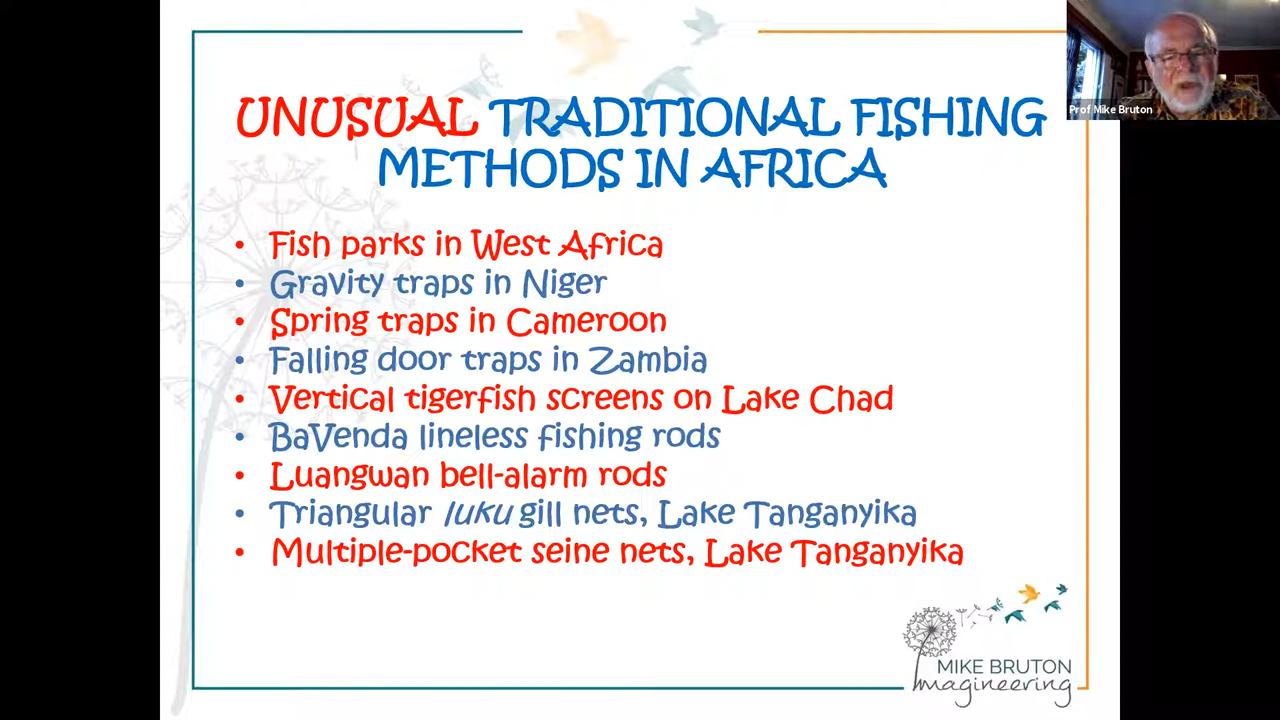 Prof Mike Bruton
UNUSUAL TRADITIONAL FISHING
METHODS IN AFRICA
• Fish parks in West Africa
• Gravity traps in Niger
• Spring traps in Cameroon
• Falling door traps in Zambia
• Vertical tigerfish screens on Lake Chad
• BaVenda lineless fishing rods
• Luangwan bell-alarm rods
• Triangular luku gill nets, Lake Tanganyika
• Multiple-pocket seine nets, Lake Tanganyika
MIKE BRUTON
Imagineering